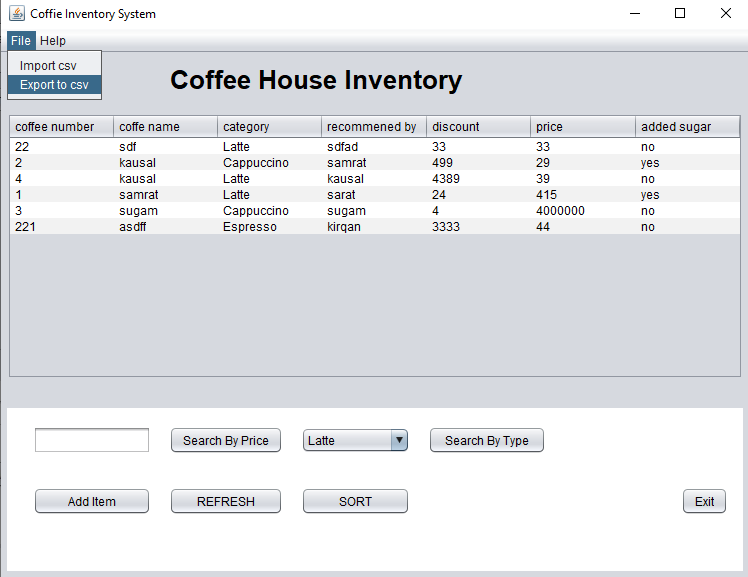 Coffie Inventory System
File Help
Import csv
Export to csv
Coffee House Inventory
coffee number coffe name category recommened by discount price added sugar
22 sdf Latte sdfad 33 33 no
2 kausal Cappuccino samrat 499 29 yes
4 kausal Latte kausal 4389 39 no
1 samrat Latte sarat 24 415 yes
3 sugam Cappuccino sugam 4 4000000 no
221 asdff Espresso kirqan 3333 44 no
Search By Price Latte Search By Type
Add Item REFRESH SORT Exit